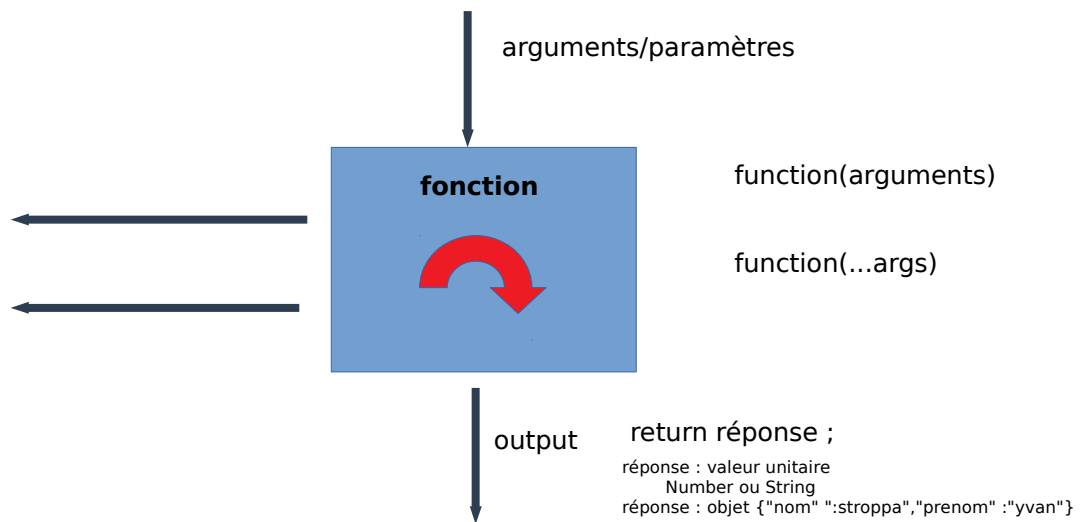 arguments/paramètres
fonction
function(arguments)
function(...args)
output
return réponse ;
réponse : valeur unitaire
Number ou String
réponse : objet {"nom" ":stroppa","prenom" :"yvan"}